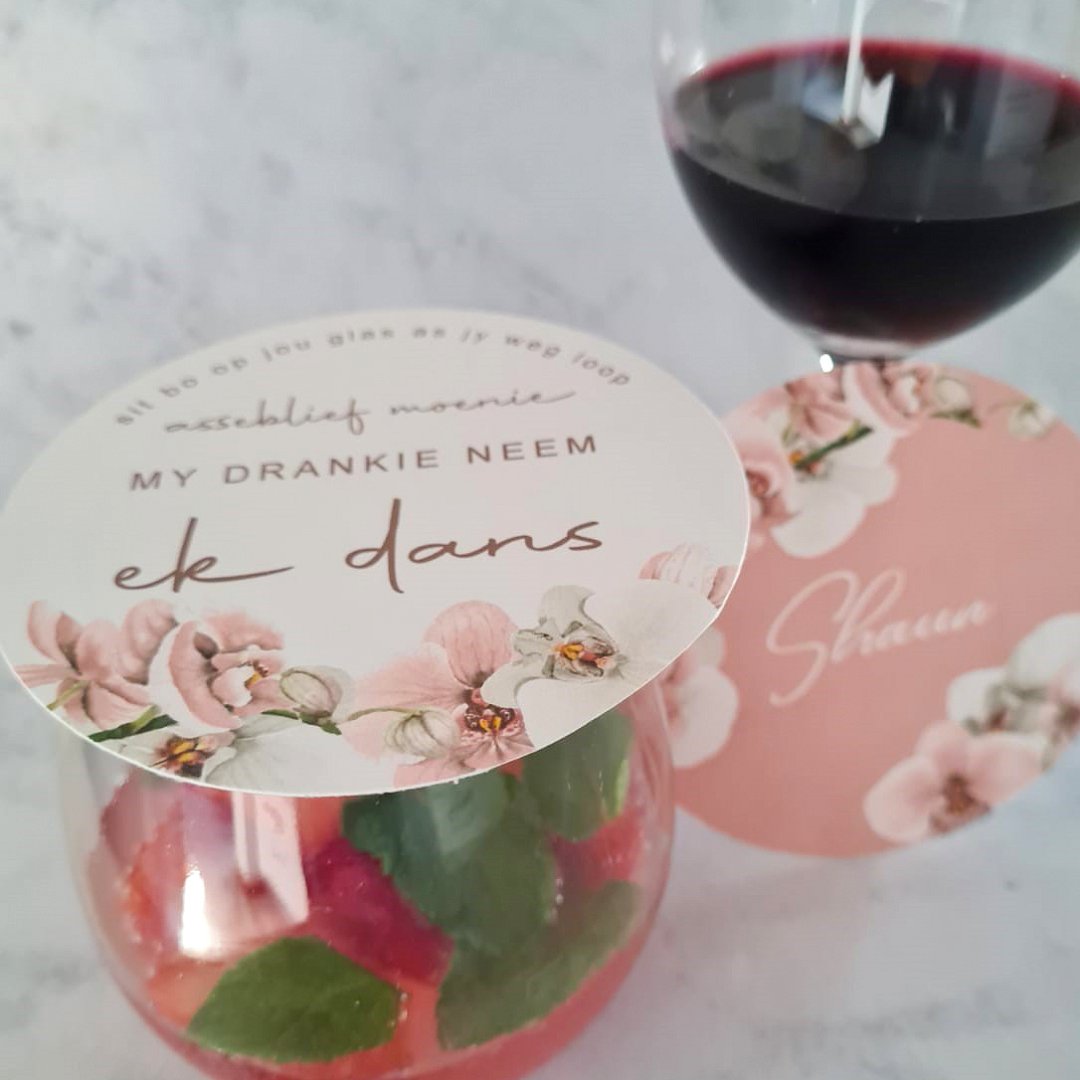 sit bo op jou glas as jy weg loop
asseblief moenie
MY DRANKIE NEEM
ek dans
Shaun